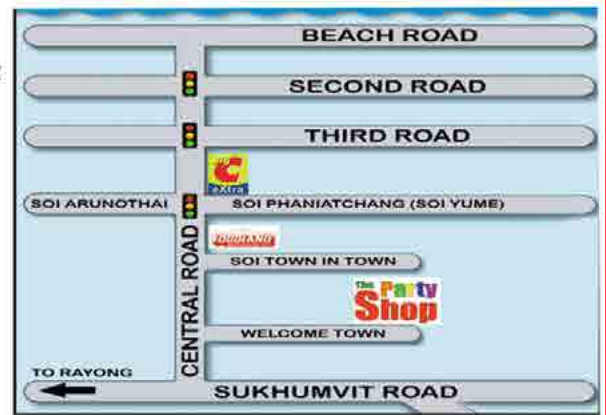 BEACH ROAD
SECOND ROAD
THIRD ROAD
C
eXtra
SOI ARUNOTHAI
SOI PHANIATCHANG (SOI YUME)
FOODLAND
SOI TOWN IN TOWN
The Party
Shop
WELCOME TOWN
CENTRAL ROAD
TO RAYONG
SUKHUMVIT ROAD